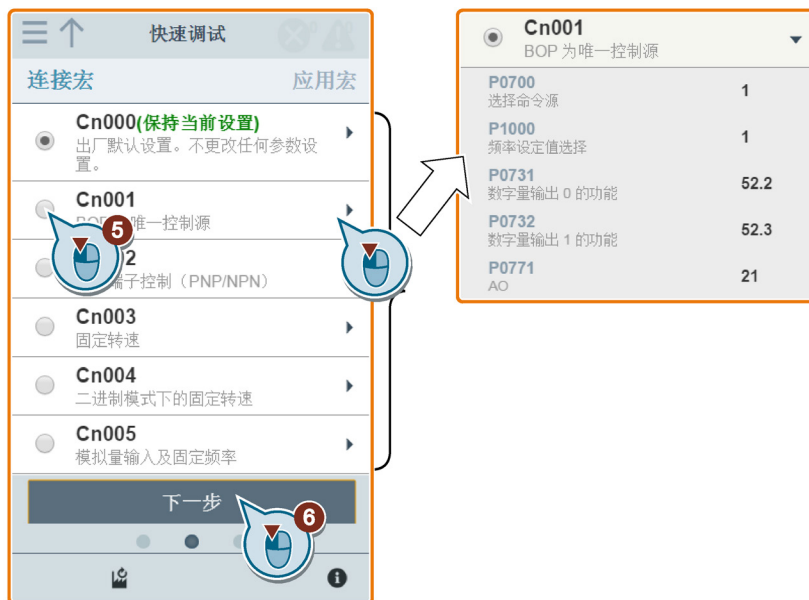 快速调试
连接宏
应用宏
Cn000(保持当前设置)
出厂默认设置。不更改任何参数设
置。
Cn001
唯一控制源
5
2
端子控制（PNP/NPN）
Cn003
固定转速
Cn004
二进制模式下的固定转速
Cn005
模拟量输入及固定频率
下一步
6
Cn001
BOP 为唯一控制源
P0700
选择命令源
1
P1000
频率设定值选择
1
P0731
数字量输出 0 的功能
52.2
P0732
数字量输出 1 的功能
52.3
P0771
AO
21